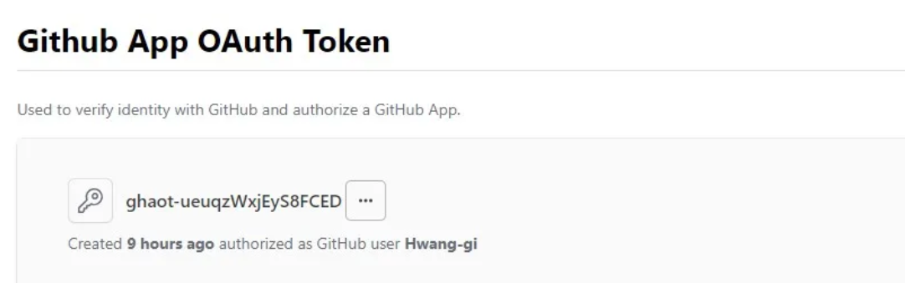 Github App OAuth Token
Used to verify identity with GitHub and authorize a GitHub App.
ghaot-ueuqzWxjEyS8FCED ...
Created 9 hours ago authorized as GitHub user Hwang-gi